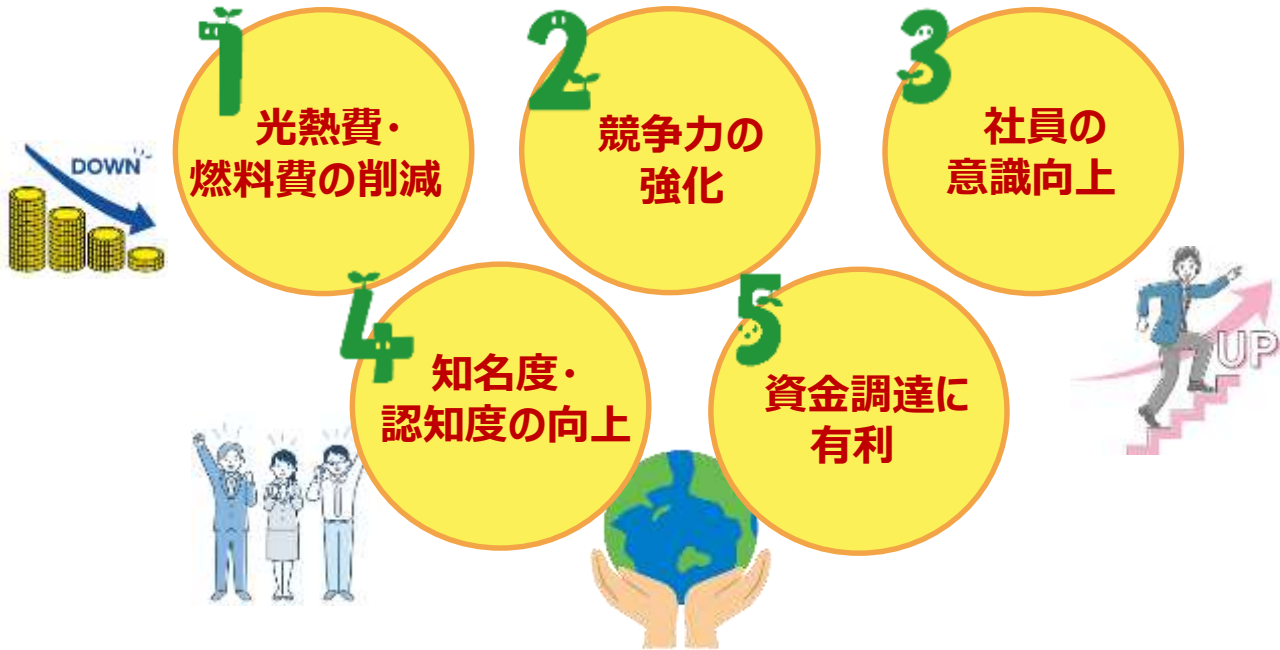 1
光熱費・
燃料費の削減
DOWN
2
競争力の
強化
3
社員の
意識向上
4
知名度・
認知度の向上
5
資金調達に
有利
UP